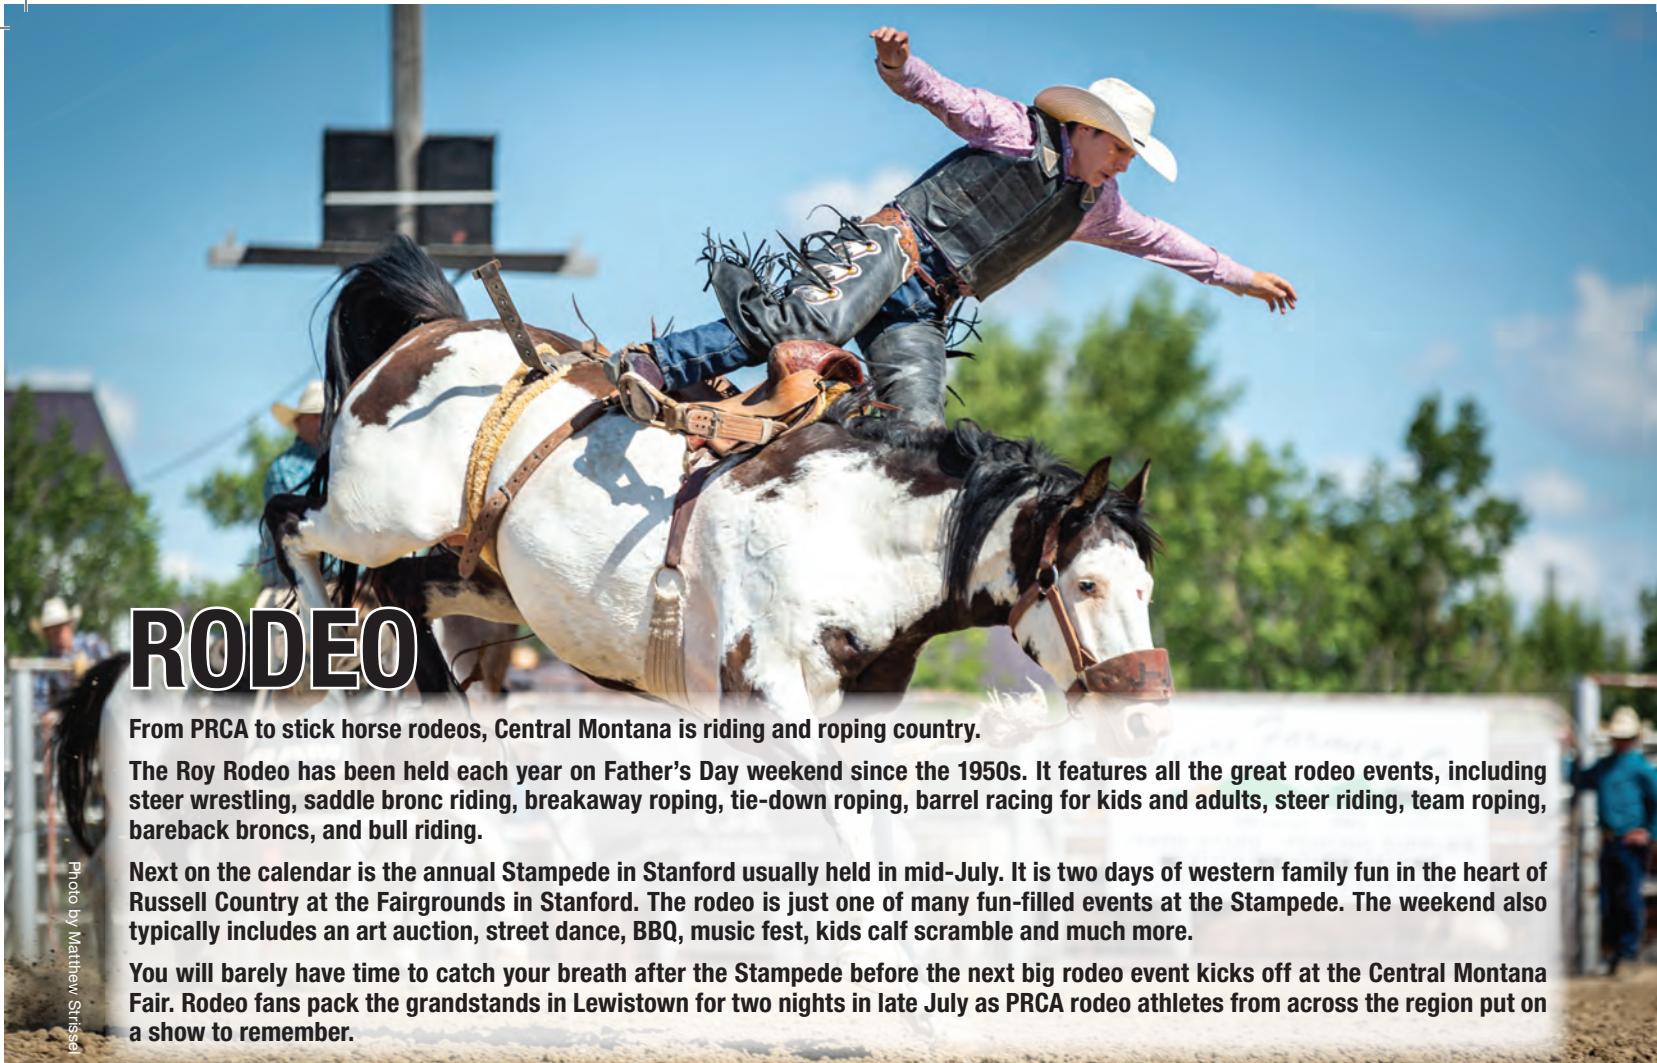 RODEO
From PRCA to stick horse rodeos, Central Montana is riding and roping country.
The Roy Rodeo has been held each year on Father’s Day weekend since the 1950s. It features all the great rodeo events, including
steer wrestling, saddle bronc riding, breakaway roping, tie-down roping, barrel racing for kids and adults, steer riding, team roping,
bareback broncs, and bull riding.
Next on the calendar is the annual Stampede in Stanford usually held in mid-July. It is two days of western family fun in the heart of
Russell Country at the Fairgrounds in Stanford. The rodeo is just one of many fun-filled events at the Stampede. The weekend also
typically includes an art auction, street dance, BBQ, music fest, kids calf scramble and much more.
You will barely have time to catch your breath after the Stampede before the next big rodeo event kicks off at the Central Montana
Fair. Rodeo fans pack the grandstands in Lewistown for two nights in late July as PRCA rodeo athletes from across the region put on
a show to remember.
Photo by Matthew Strissel